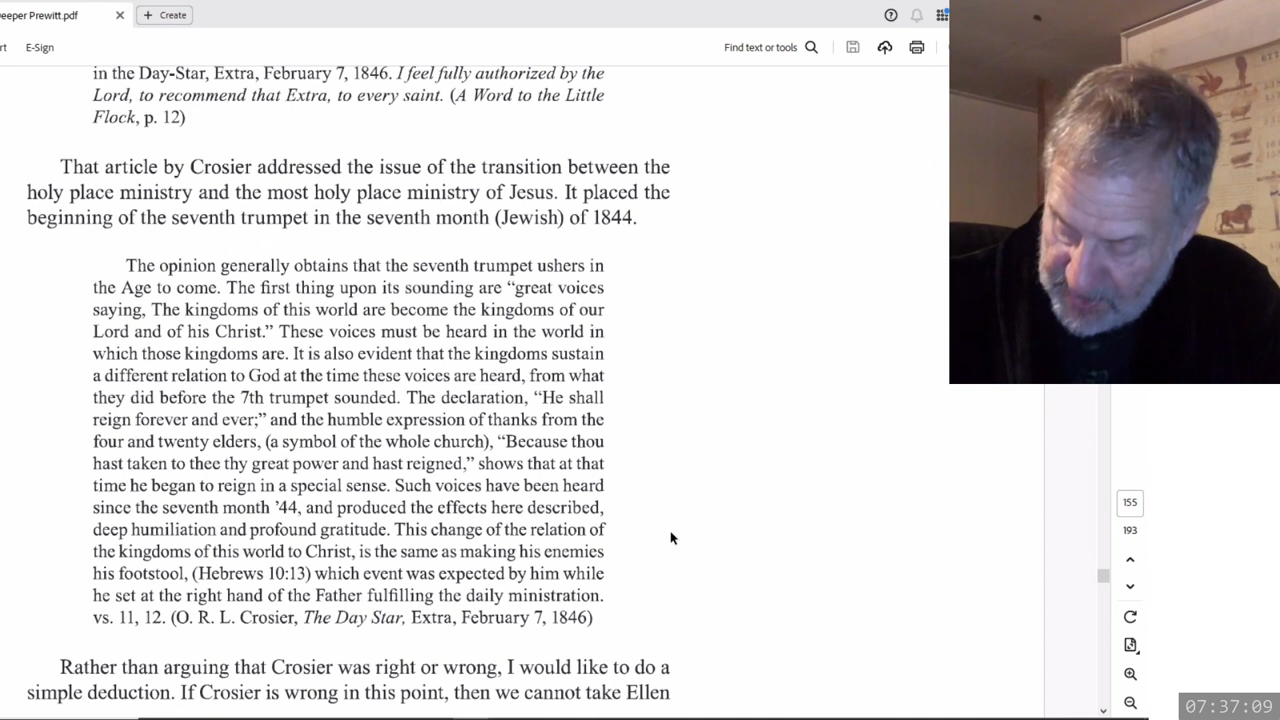 eeper Prewitt.pdf
Create
rt
E-Sign
Find text or tools
in the Day-Star, Extra, February 7, 1846. I feel fully authorized by the
Lord, to recommend that Extra, to every saint. (A Word to the Little
Flock, p. 12)
That article by Crosier addressed the issue of the transition between the
holy place ministry and the most holy place ministry of Jesus. It placed the
beginning of the seventh trumpet in the seventh month (Jewish) of 1844.
The opinion generally obtains that the seventh trumpet ushers in
the Age to come. The first thing upon its sounding are “great voices
saying, The kingdoms of this world are become the kingdoms of our
Lord and of his Christ.” These voices must be heard in the world in
which those kingdoms are. It is also evident that the kingdoms sustain
a different relation to God at the time these voices are heard, from what
they did before the 7th trumpet sounded. The declaration, “He shall
reign forever and ever;” and the humble expression of thanks from the
four and twenty elders, (a symbol of the whole church), “Because thou
hast taken to thee thy great power and hast reigned,” shows that at that
time he began to reign in a special sense. Such voices have been heard
since the seventh month ’44, and produced the effects here described,
deep humiliation and profound gratitude. This change of the relation of
the kingdoms of this world to Christ, is the same as making his enemies
his footstool, (Hebrews 10:13) which event was expected by him while
he set at the right hand of the Father fulfilling the daily ministration.
vs. 11, 12. (O. R. L. Crosier, The Day Star, Extra, February 7, 1846)
Rather than arguing that Crosier was right or wrong, I would like to do a
simple deduction. If Crosier is wrong in this point, then we cannot take Ellen
155
193
07:37:09